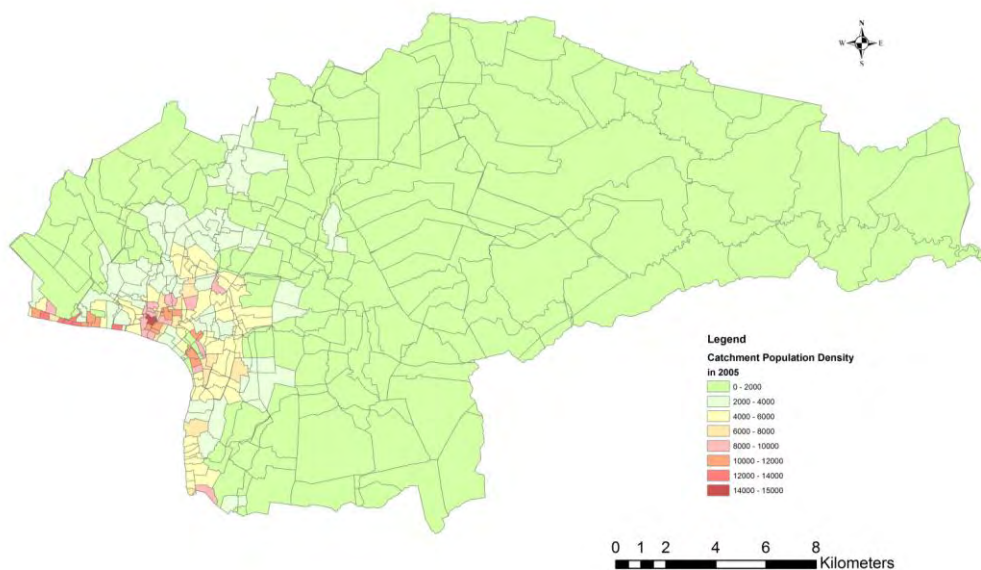 N
W E
S
Legend
Catchment Population Density
in 2005
0 - 2000
2000 - 4000
4000 - 6000
6000 - 8000
8000 - 10000
10000 - 12000
12000 - 14000
14000 - 15000
0 1 2 4 6 8
Kilometers